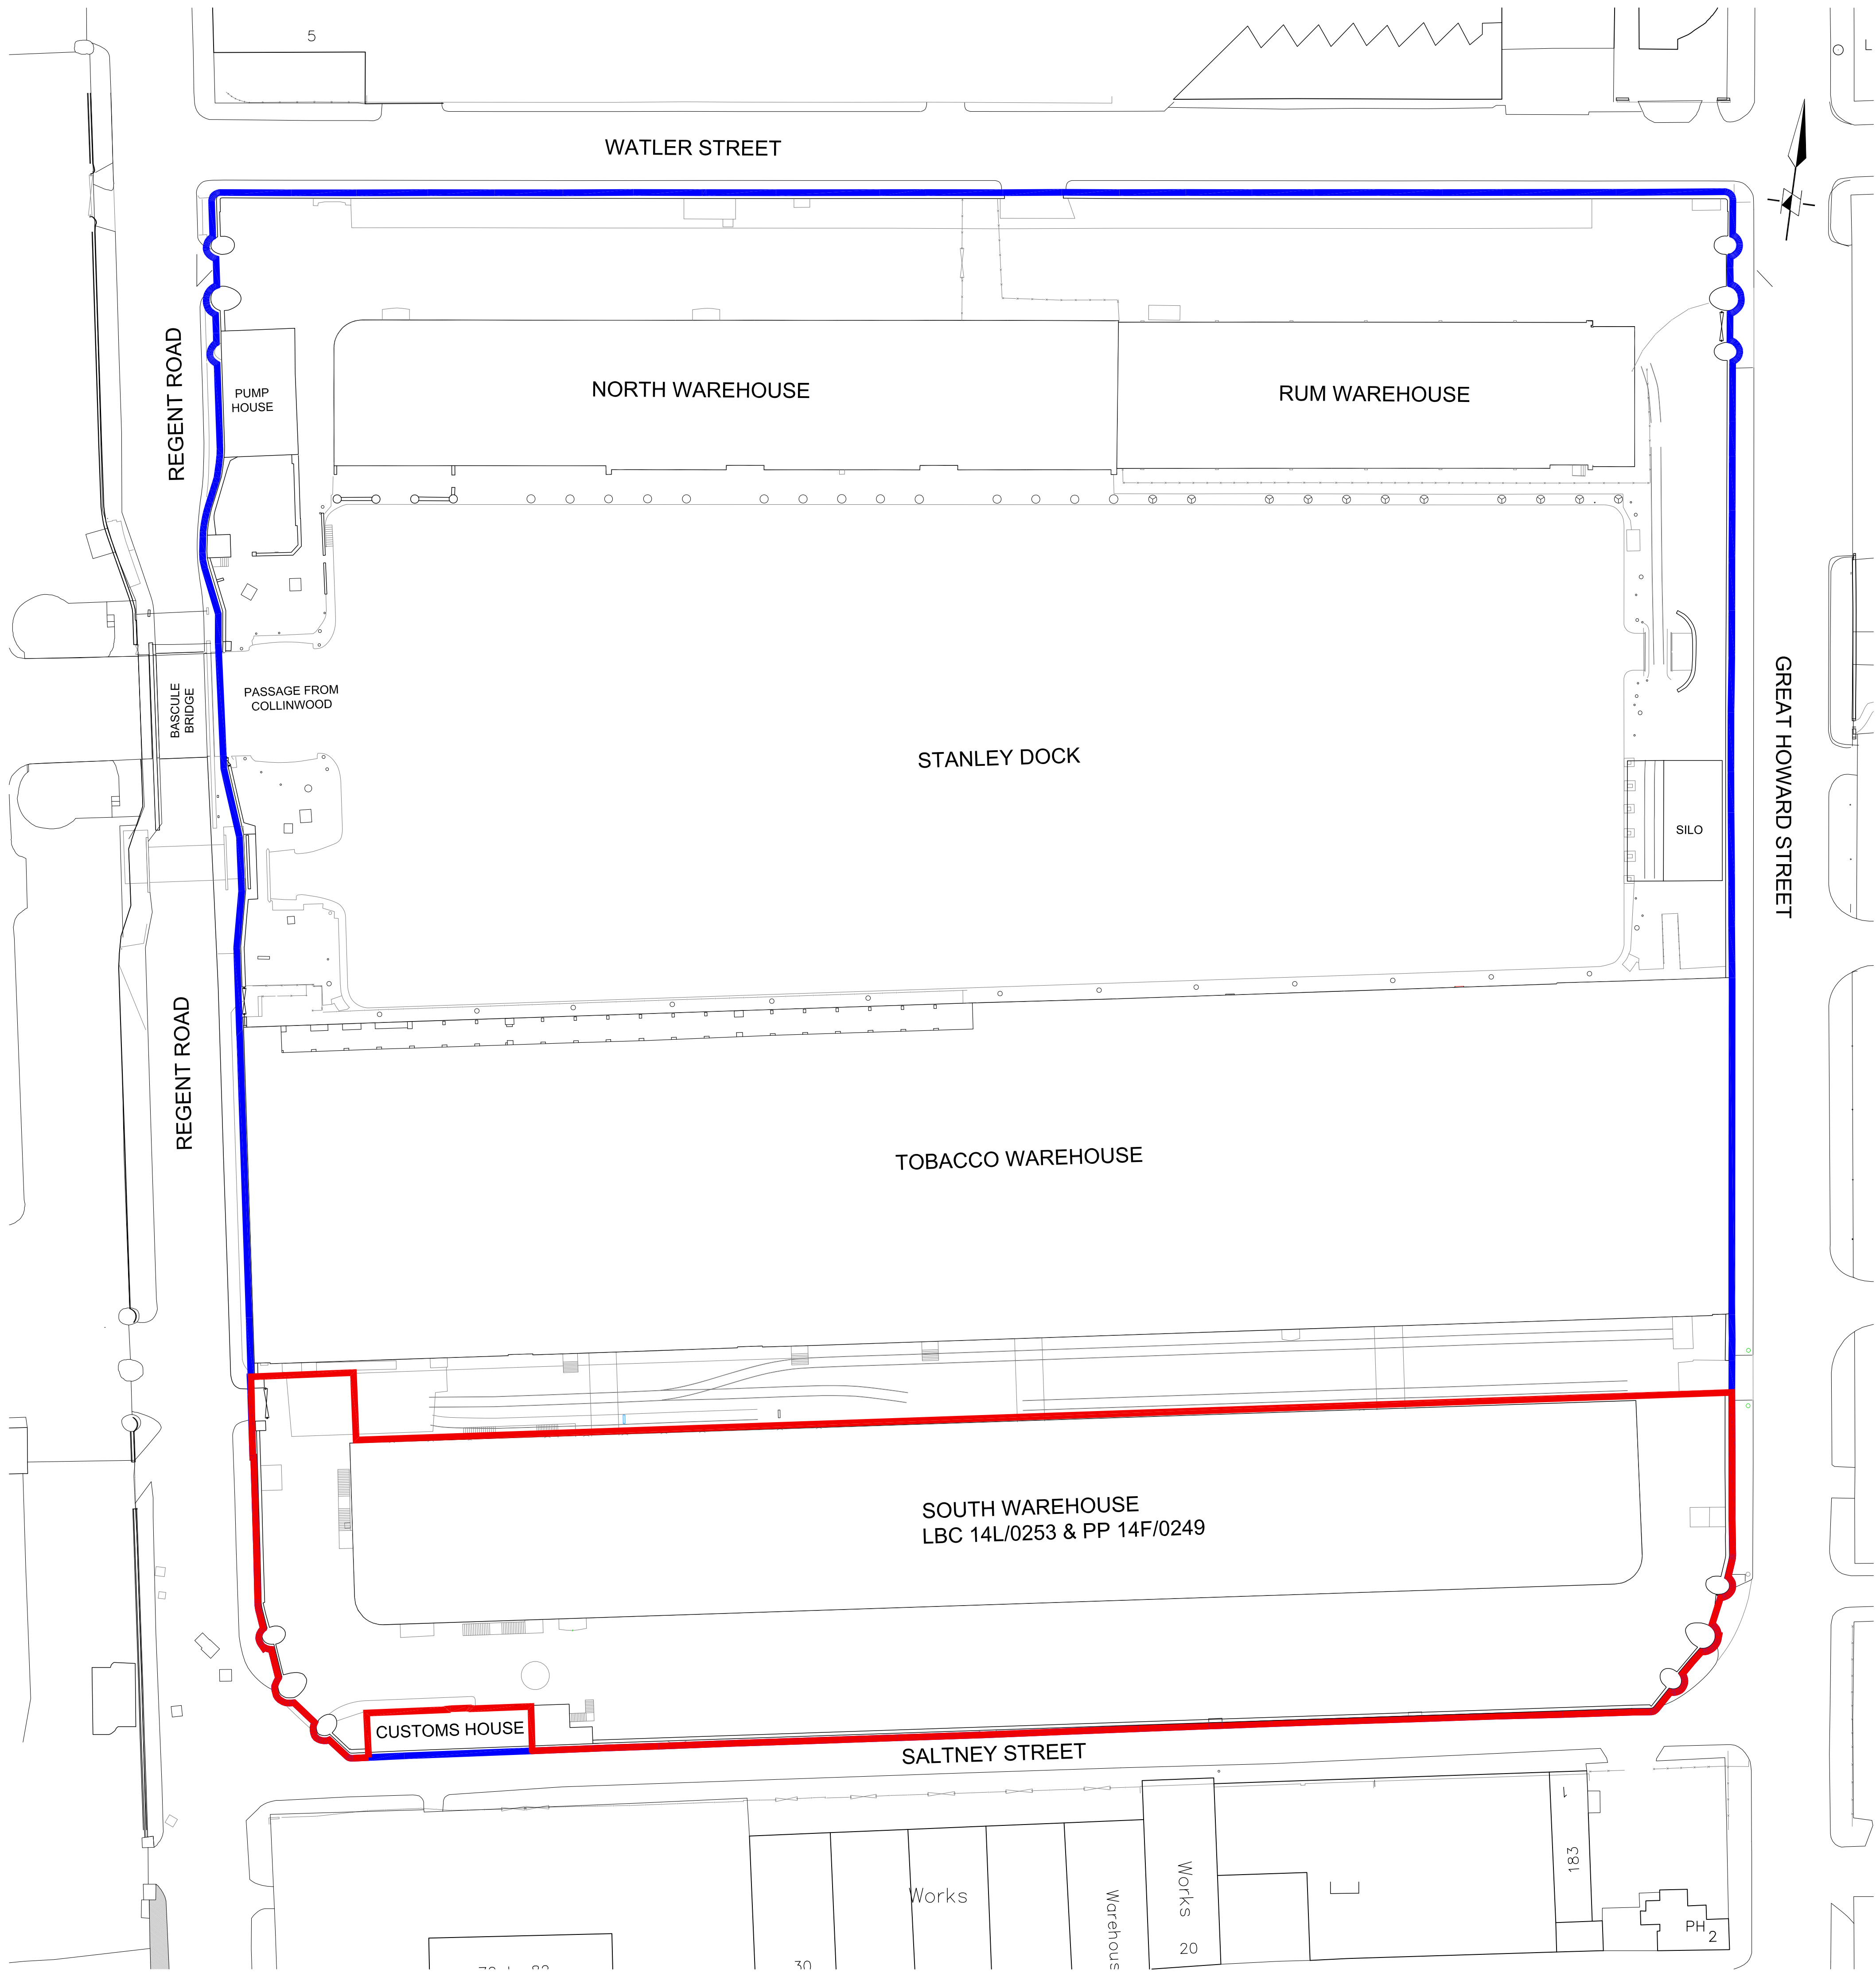 5
L
WATLER STREET
REGENT ROAD
PUMP
HOUSE
NORTH WAREHOUSE
RUM WAREHOUSE
BASCULE
BRIDGE
PASSAGE FROM
COLLINWOOD
STANLEY DOCK
GREAT HOWARD STREET
SILO
REGENT ROAD
TOBACCO WAREHOUSE
SOUTH WAREHOUSE
LBC 14L/0253 & PP 14F/0249
CUSTOMS HOUSE
SALTNEY STREET
1
183
Works
Works
20
Warehous
PH
2
30